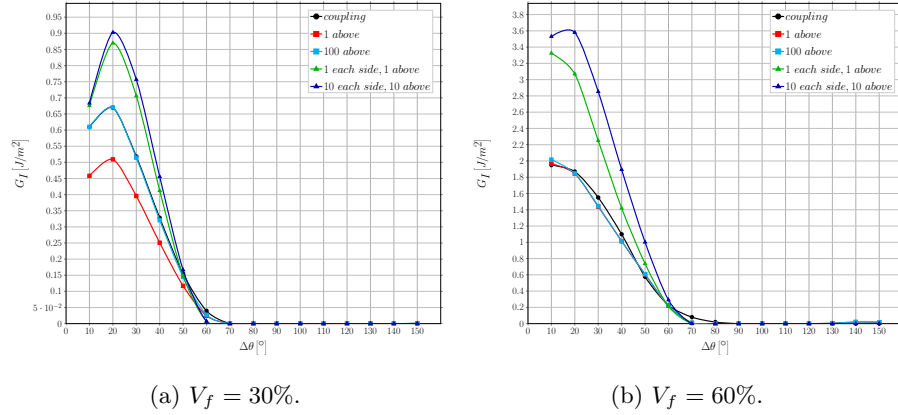 0.95
0.9
0.85
0.8
0.75
0.7
0.65
0.6
0.55
0.5
0.45
0.4
0.35
0.3
0.25
0.2
0.15
0.1
5 · 10⁻²
0
G_I [J/m²]
10 20 30 40 50 60 70 80 90 100 110 120 130 140 150
Δθ [°]
coupling
1 above
100 above
1 each side, 1 above
10 each side, 10 above
(a) V_f = 30%.
3.8
3.6
3.4
3.2
3
2.8
2.6
2.4
2.2
2
1.8
1.6
1.4
1.2
1
0.8
0.6
0.4
0.2
0
G_I [J/m²]
10 20 30 40 50 60 70 80 90 100 110 120 130 140 150
Δθ [°]
coupling
1 above
100 above
1 each side, 1 above
10 each side, 10 above
(b) V_f = 60%.